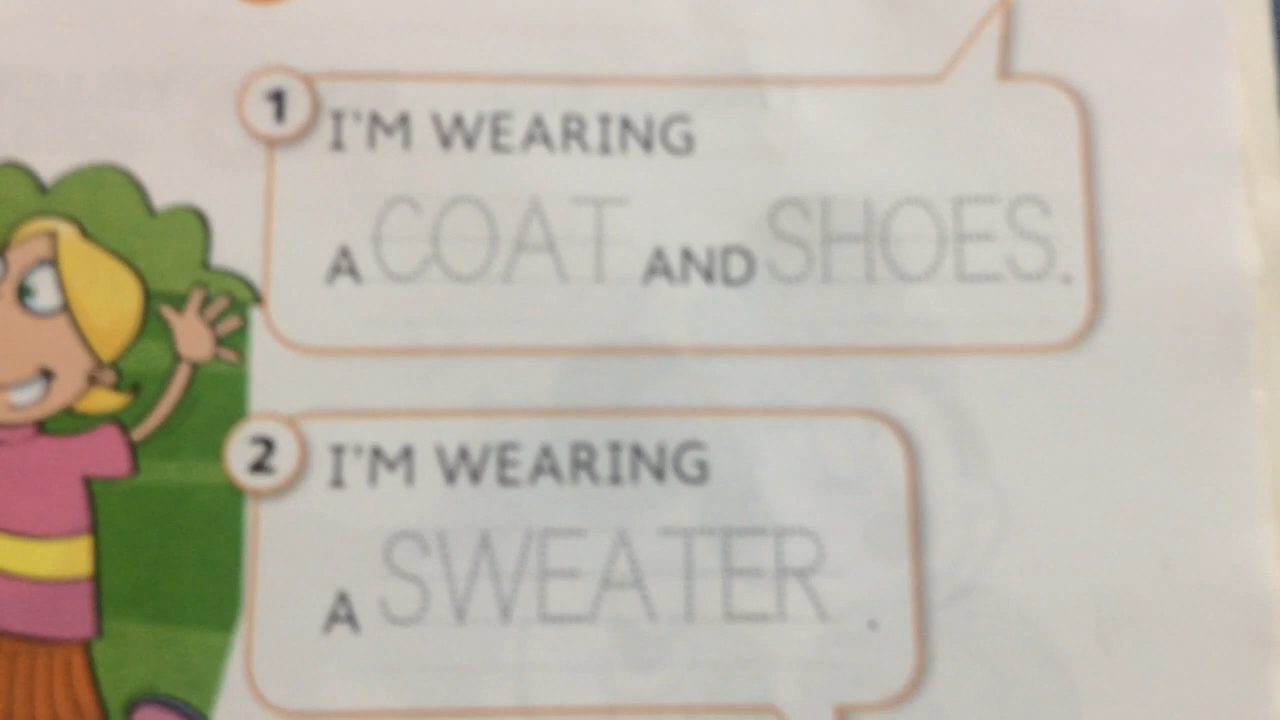 1
I'M WEARING
A COAT AND SHOES.
2
I'M WEARING
A SWEATER .